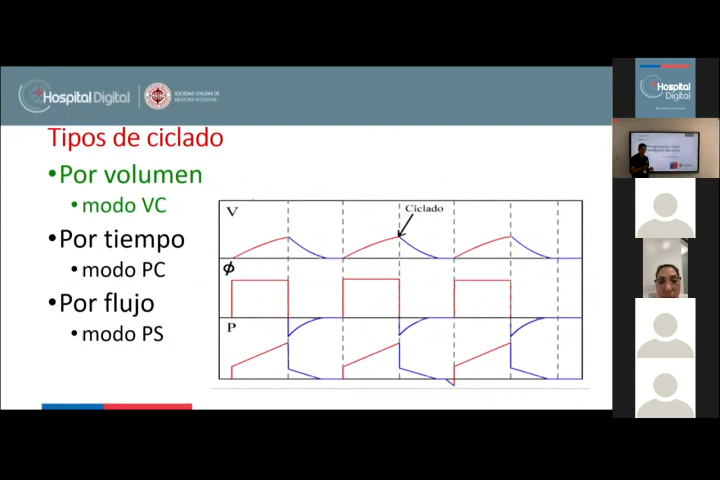 Hospital Digital
SOCIEDAD CHILENA DE
MEDICINA INTENSIVA
Tipos de ciclado
•Por volumen
• modo VC
•Por tiempo
• modo PC
•Por flujo
• modo PS
V
Ciclado
ϕ
P
Hospital
Digital